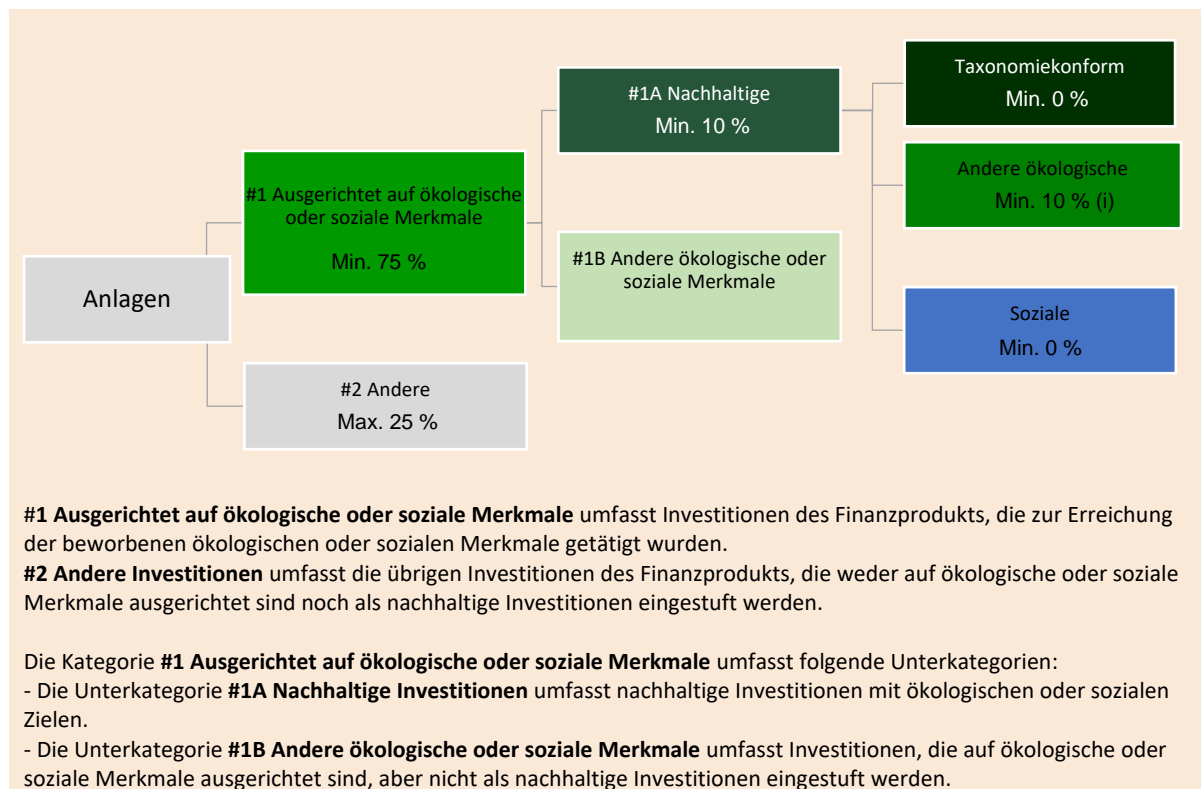 Anlagen
#1 Ausgerichtet auf ökologische
oder soziale Merkmale
Min. 75 %
#2 Andere
Max. 25 %
#1A Nachhaltige
Min. 10 %
#1B Andere ökologische oder
soziale Merkmale
Taxonomiekonform
Min. 0 %
Andere ökologische
Min. 10 % (i)
Soziale
Min. 0 %
#1 Ausgerichtet auf ökologische oder soziale Merkmale umfasst Investitionen des Finanzprodukts, die zur Erreichung
der beworbenen ökologischen oder sozialen Merkmale getätigt wurden.
#2 Andere Investitionen umfasst die übrigen Investitionen des Finanzprodukts, die weder auf ökologische oder soziale
Merkmale ausgerichtet sind noch als nachhaltige Investitionen eingestuft werden.
Die Kategorie #1 Ausgerichtet auf ökologische oder soziale Merkmale umfasst folgende Unterkategorien:
- Die Unterkategorie #1A Nachhaltige Investitionen umfasst nachhaltige Investitionen mit ökologischen oder sozialen
Zielen.
- Die Unterkategorie #1B Andere ökologische oder soziale Merkmale umfasst Investitionen, die auf ökologische oder
soziale Merkmale ausgerichtet sind, aber nicht als nachhaltige Investitionen eingestuft werden.